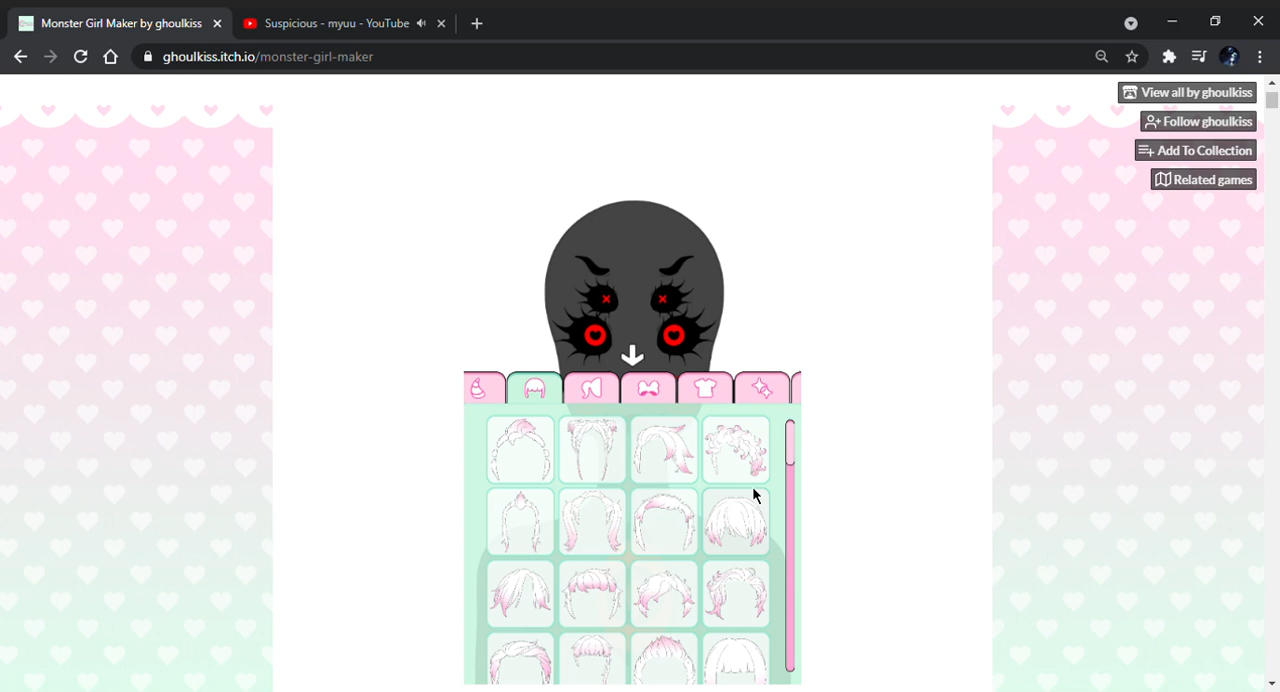 Monster Girl Maker by ghoulkiss
Suspicious - myuu - YouTube
ghoulkiss.itch.io/monster-girl-maker
View all by ghoulkiss
Follow ghoulkiss
Add To Collection
Related games